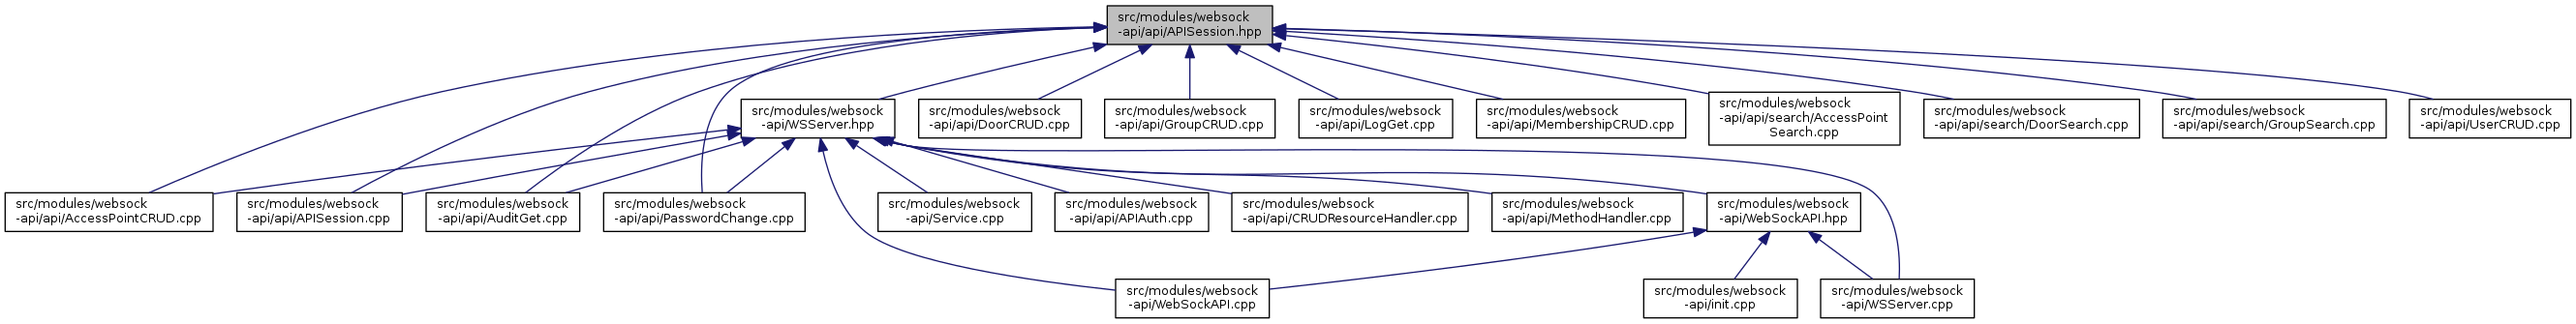 src/modules/websock
-api/api/APISession.hpp
src/modules/websock
-api/WSServer.hpp
src/modules/websock
-api/api/DoorCRUD.cpp
src/modules/websock
-api/api/GroupCRUD.cpp
src/modules/websock
-api/api/LogGet.cpp
src/modules/websock
-api/api/MembershipCRUD.cpp
src/modules/websock
-api/api/search/AccessPoint
Search.cpp
src/modules/websock
-api/api/search/DoorSearch.cpp
src/modules/websock
-api/api/search/GroupSearch.cpp
src/modules/websock
-api/api/UserCRUD.cpp
src/modules/websock
-api/api/AccessPointCRUD.cpp
src/modules/websock
-api/api/APISession.cpp
src/modules/websock
-api/api/AuditGet.cpp
src/modules/websock
-api/api/PasswordChange.cpp
src/modules/websock
-api/Service.cpp
src/modules/websock
-api/api/APIAuth.cpp
src/modules/websock
-api/api/CRUDResourceHandler.cpp
src/modules/websock
-api/api/MethodHandler.cpp
src/modules/websock
-api/WebSockAPI.hpp
src/modules/websock
-api/WebSockAPI.cpp
src/modules/websock
-api/init.cpp
src/modules/websock
-api/WSServer.cpp